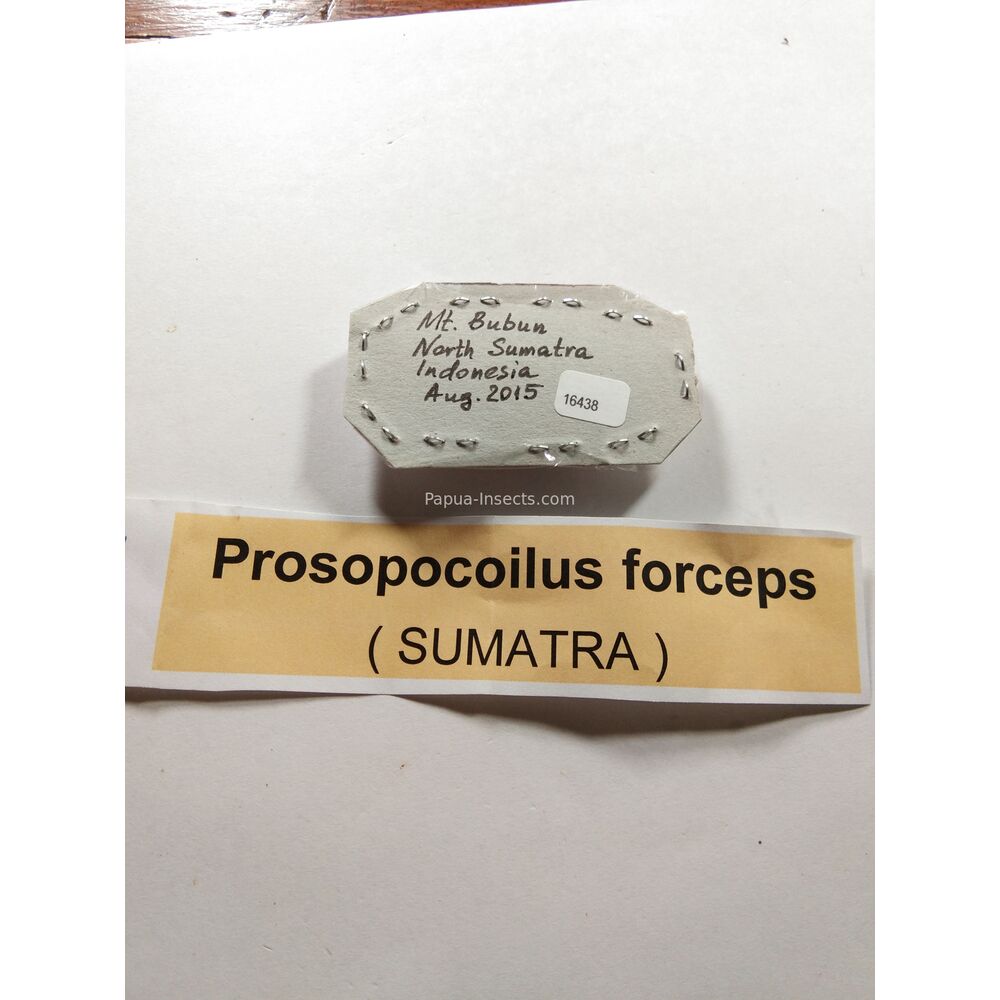 Mt. Bubun
North Sumatra
Indonesia
Aug. 2015
16438
Papua-Insects.com
Prosopocoilus forceps
( SUMATRA )